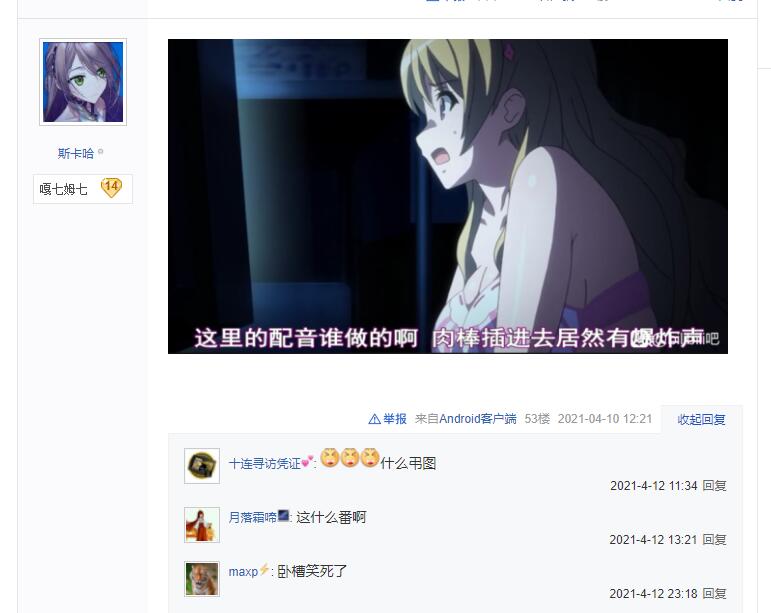 斯卡哈
嘎七姆七 14
这里的配音谁做的啊 肉棒插进去居然有爆炸声
举报 来自Android客户端 53楼 2021-04-10 12:21 收起回复
十连寻访凭证💕: 什么弔图
2021-4-12 11:34 回复
月落霜啼: 这什么番啊
2021-4-12 13:21 回复
maxp⚡: 卧槽笑死了
2021-4-12 23:18 回复